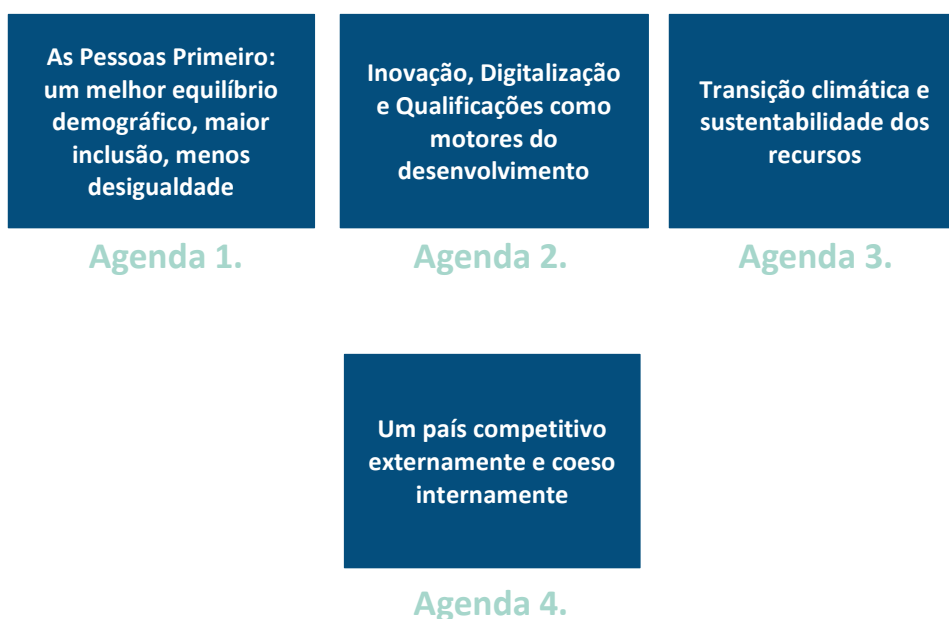 As Pessoas Primeiro:
um melhor equilíbrio
demográfico, maior
inclusão, menos
desigualdade
Agenda 1.
Inovação, Digitalização
e Qualificações como
motores do
desenvolvimento
Agenda 2.
Transição climática e
sustentabilidade dos
recursos
Agenda 3.
Um país competitivo
externamente e coeso
internamente
Agenda 4.